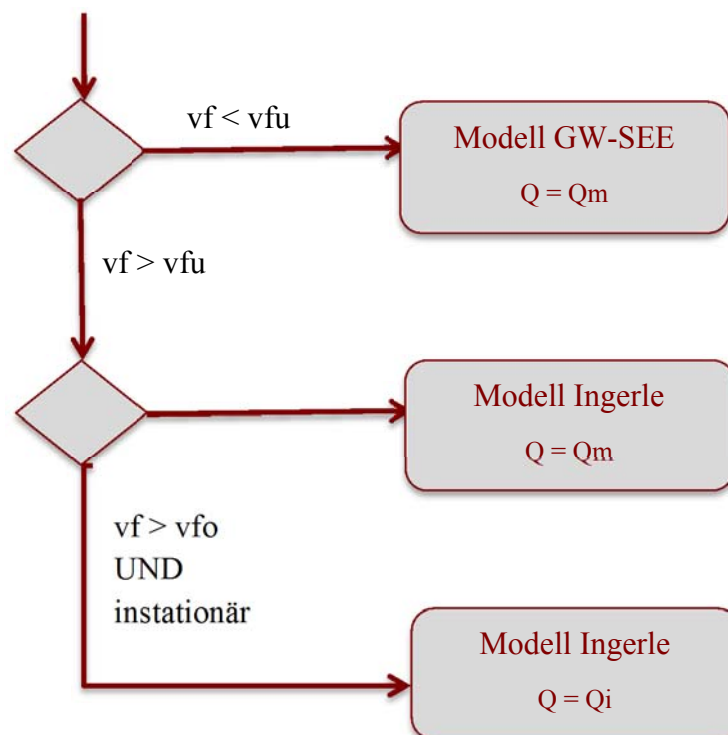 vf < vfu
Modell GW-SEE
Q = Qm
vf > vfu
Modell Ingerle
Q = Qm
vf > vfo
UND
instationär
Modell Ingerle
Q = Qi